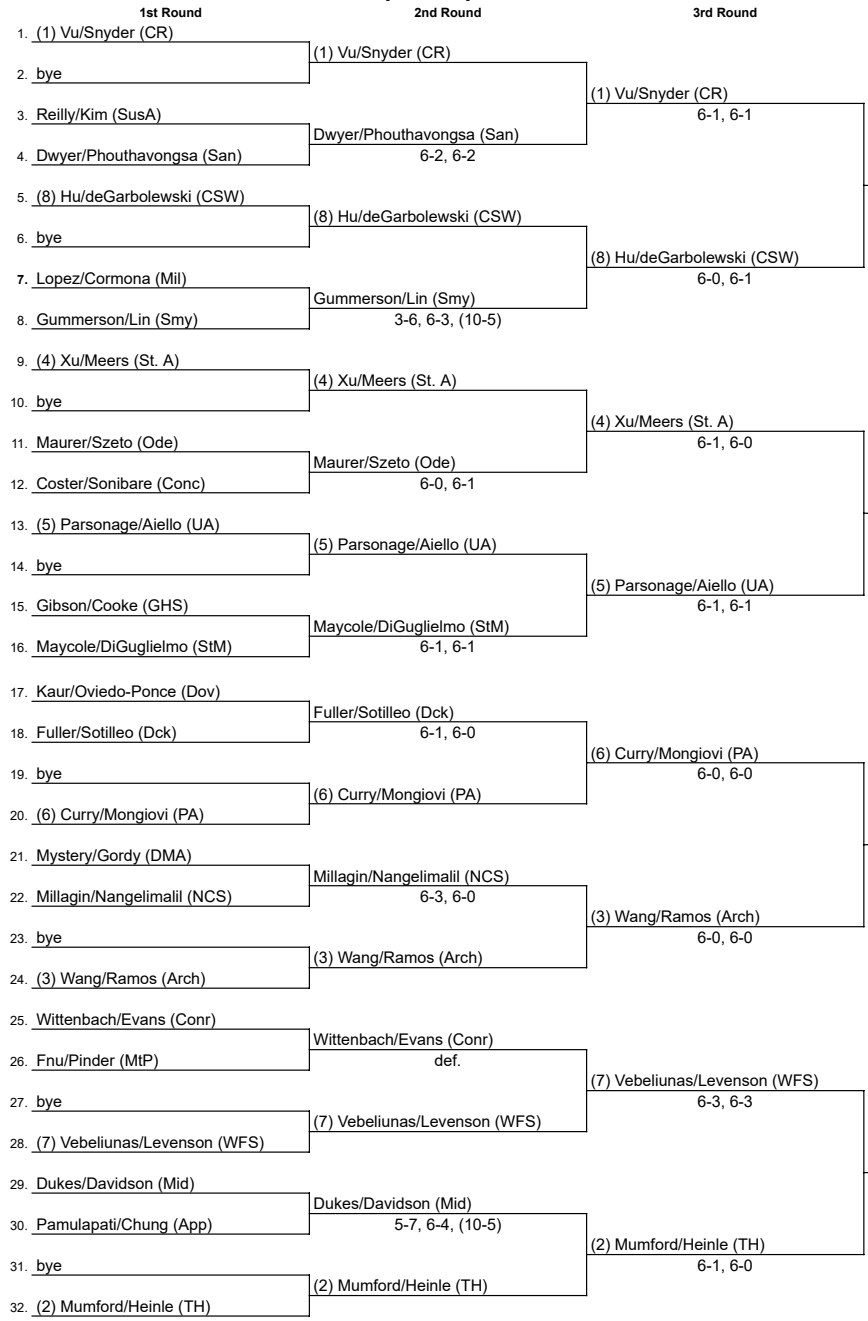 1st Round
2nd Round
3rd Round
1. (1) Vu/Snyder (CR)
(1) Vu/Snyder (CR)
2. bye
(1) Vu/Snyder (CR)
3. Reilly/Kim (SusA)
6-1, 6-1
Dwyer/Phouthavongsa (San)
4. Dwyer/Phouthavongsa (San)
6-2, 6-2
5. (8) Hu/deGarbolewski (CSW)
(8) Hu/deGarbolewski (CSW)
6. bye
(8) Hu/deGarbolewski (CSW)
7. Lopez/Cormona (Mil)
6-0, 6-1
Gummerson/Lin (Smy)
8. Gummerson/Lin (Smy)
3-6, 6-3, (10-5)
9. (4) Xu/Meers (St. A)
(4) Xu/Meers (St. A)
10. bye
(4) Xu/Meers (St. A)
11. Maurer/Szeto (Ode)
6-1, 6-0
Maurer/Szeto (Ode)
12. Coster/Sonibare (Conc)
6-0, 6-1
13. (5) Parsonage/Aiello (UA)
(5) Parsonage/Aiello (UA)
14. bye
(5) Parsonage/Aiello (UA)
15. Gibson/Cooke (GHS)
6-1, 6-1
Maycole/DiGuglielmo (StM)
16. Maycole/DiGuglielmo (StM)
6-1, 6-1
17. Kaur/Oviedo-Ponce (Dov)
Fuller/Sotilleo (Dck)
18. Fuller/Sotilleo (Dck)
6-1, 6-0
(6) Curry/Mongiovi (PA)
19. bye
6-0, 6-0
(6) Curry/Mongiovi (PA)
20. (6) Curry/Mongiovi (PA)
21. Mystery/Gordy (DMA)
Millagin/Nangelimalil (NCS)
22. Millagin/Nangelimalil (NCS)
6-3, 6-0
(3) Wang/Ramos (Arch)
23. bye
6-0, 6-0
(3) Wang/Ramos (Arch)
24. (3) Wang/Ramos (Arch)
25. Wittenbach/Evans (Conr)
Wittenbach/Evans (Conr)
26. Fnu/Pinder (MtP)
def.
(7) Vebeliunas/Levenson (WFS)
27. bye
6-3, 6-3
(7) Vebeliunas/Levenson (WFS)
28. (7) Vebeliunas/Levenson (WFS)
29. Dukes/Davidson (Mid)
Dukes/Davidson (Mid)
30. Pamulapati/Chung (App)
5-7, 6-4, (10-5)
(2) Mumford/Heinle (TH)
31. bye
6-1, 6-0
(2) Mumford/Heinle (TH)
32. (2) Mumford/Heinle (TH)